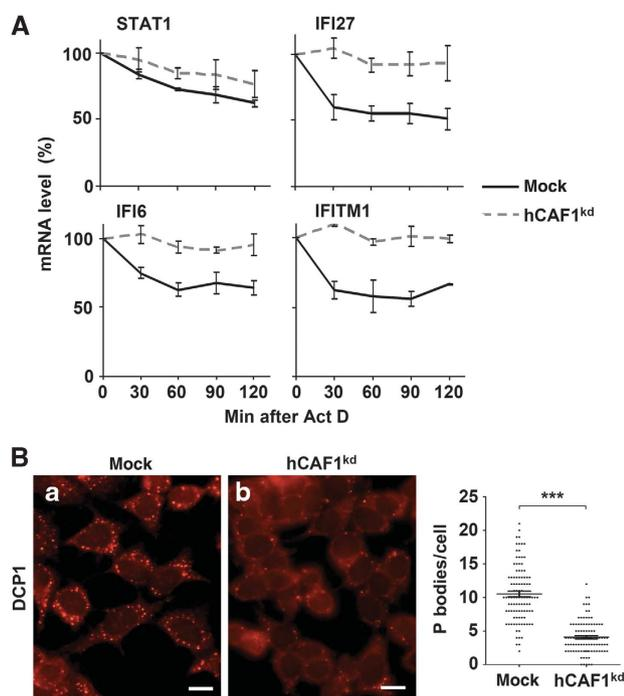 A
STAT1
IFI27
100
50
0
mRNA level (%)
Mock
hCAF1kd
IFI6
IFITM1
100
50
0
0 30 60 90 120
0 30 60 90 120
Min after Act D
B
Mock
hCAF1kd
a
b
DCP1
25
20
15
10
5
0
P bodies/cell
***
Mock
hCAF1kd